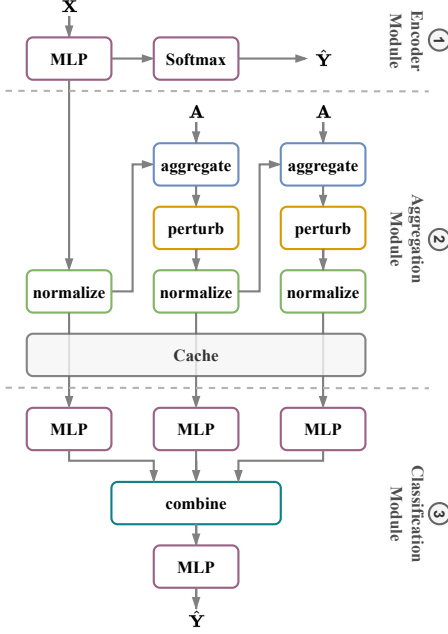 X
MLP
Softmax
Ŷ
Encoder
Module
1
A
A
aggregate
aggregate
perturb
perturb
normalize
normalize
normalize
Aggregation
Module
2
Cache
MLP
MLP
MLP
combine
MLP
Ŷ
Classification
Module
3